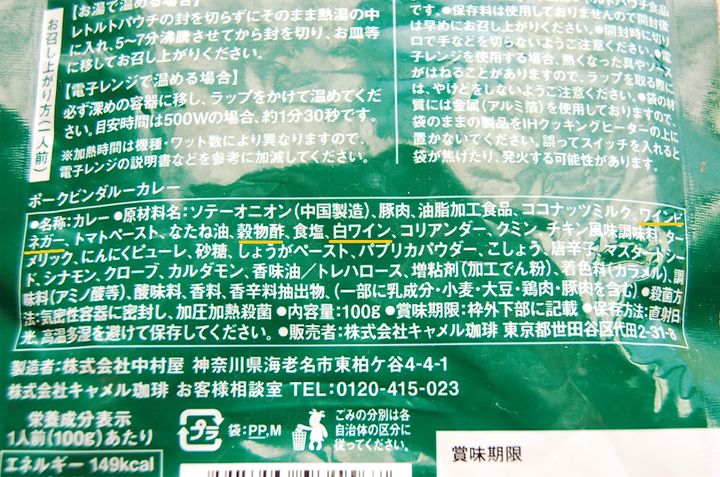 【お湯で温める場合】
レトルトパウチの封を切らずにそのまま熱湯の中
に入れ、5〜7分沸騰させてから封を切り、お皿等
に移してお召し上がりください。
【電子レンジで温める場合】
必ず深めの容器に移し、ラップをかけて温めてくだ
さい。目安時間は500Wの場合、約1分30秒です。
※加熱時間は機種・ワット数により異なりますので、
電子レンジの説明書などを参考に加減してください。
お召し上がり方(一人前)
です。●保存料は使用しておりませんので開封後
は早めにお召し上がりください。●開封時に切り
口で手などを切らないようご注意ください。●電
子レンジを使用する場合、熱くなった具やソース
がはねることがありますので、ラップを取る際に
は、やけどをしないようご注意ください。●袋の材
質には金属(アルミ箔)を使用しておりますので、
袋のままの製品をIHクッキングヒーターの上に
置かないでください。誤ってスイッチを入れると
袋が焦げたり、発火する可能性があります。
ポークビンダルーカレー
●名称:カレー●原材料名:ソテーオニオン(中国製造)、豚肉、油脂加工食品、ココナッツミルク、ワインビ
ネガー、トマトペースト、なたね油、穀物酢、食塩、白ワイン、コリアンダー、クミン、チキン風味調味料、ター
メリック、にんにくピューレ、砂糖、しょうがペースト、パプリカパウダー、こしょう、唐辛子、マスタードシー
ド、シナモン、クローブ、カルダモン、香味油/トレハロース、増粘剤(加工でん粉)、着色料(カラメル)、調
味料(アミノ酸等)、酸味料、香料、香辛料抽出物、(一部に乳成分・小麦・大豆・鶏肉・豚肉を含む)●殺菌方
法:気密性容器に密封し、加圧加熱殺菌●内容量:100g●賞味期限:枠外下部に記載●保存方法:直射日
光、高温多湿を避けて保存してください。●販売者:株式会社キャメル珈琲 東京都世田谷区代田2-31-8
製造者:株式会社中村屋 神奈川県海老名市東柏ケ谷4-4-1
株式会社キャメル珈琲 お客様相談室 TEL:0120-415-023
栄養成分表示
1人前(100g)あたり
エネルギー 149kcal
プラ
袋:PP,M
ごみの分別は各
自治体の区分に
従ってください。
賞味期限